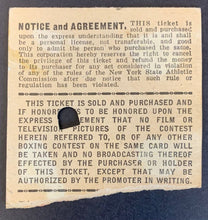 NOTICE and AGREEMENT. THIS ticket is
sold and purchased
upon the express understanding that it is and shall
be a personal license, not transferable, and good
only to admit the person who purchased the same.
This corporation reserves the right to cancel
the privileges of this ticket and refund the money
to its purchaser for any act considered in violation
of any of the rules of the New York State Athletic
Commission after due notice that such rule or
regulation has been violated.
THIS TICKET IS SOLD AND PURCHASED AND
IF HONOR TO BE HONORED UPON THE
EXPRESS EMENT THAT NO FILM OR
TELEVISION PICTURES OF THE CONTEST
HEREIN REFERRED TO, OR OF ANY OTHER
BOXING CONTEST ON THE SAME CARD WILL
BE TAKEN AND NO BROADCASTING THEREOF
EFFECTED BY THE PURCHASER OR HOLDER
OF THIS TICKET, EXCEPT THAT MAY BE
AUTHORIZED BY THE PROMOTER IN WRITING.